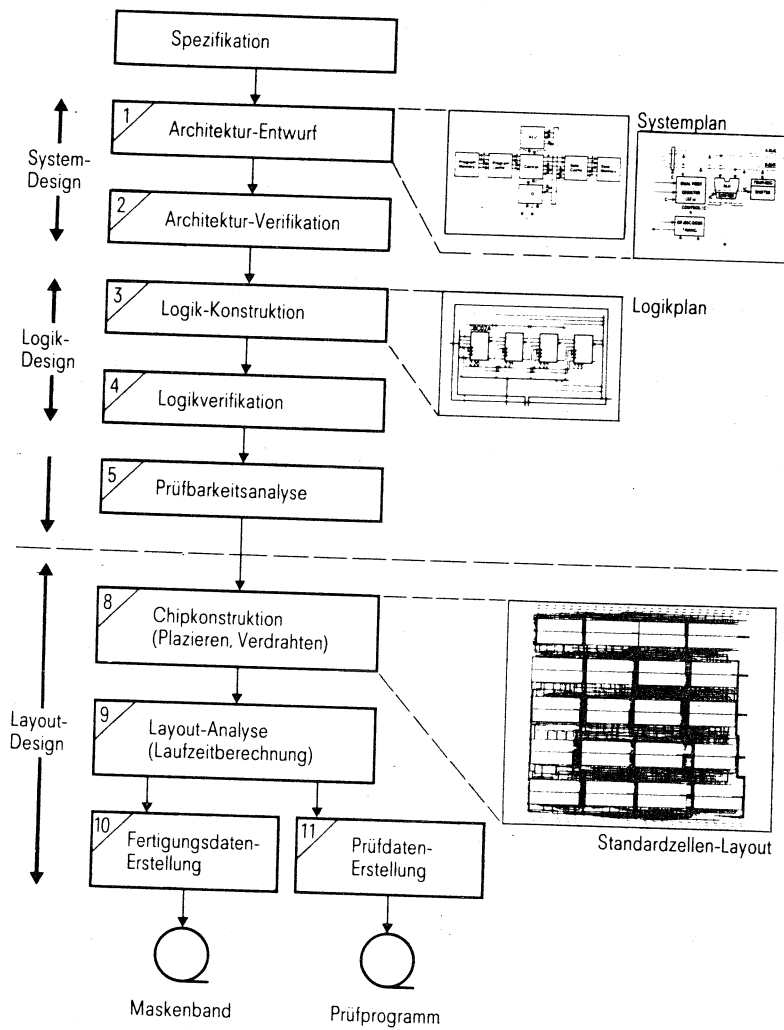 Spezifikation
1
Architektur-Entwurf
System-
Design
2
Architektur-Verifikation
Systemplan
3
Logik-Konstruktion
Logik-
Design
4
Logikverifikation
Logikplan
5
Prüfbarkeitsanalyse
8
Chipkonstruktion
(Plazieren, Verdrahten)
9
Layout-Analyse
(Laufzeitberechnung)
Layout-
Design
10
Fertigungsdaten-
Erstellung
11
Prüfdaten-
Erstellung
Standardzellen-Layout
Maskenband
Prüfprogramm